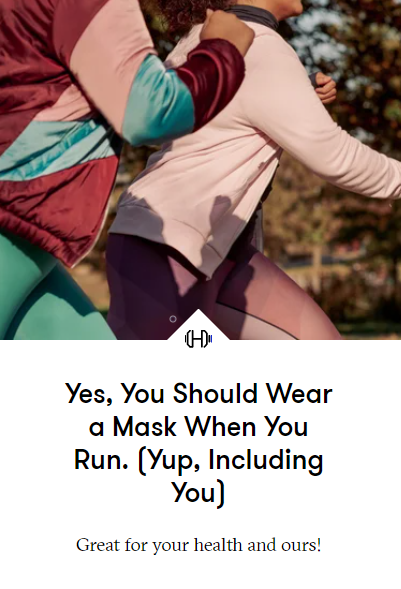 Yes, You Should Wear
a Mask When You
Run. (Yup, Including
You)
Great for your health and ours!